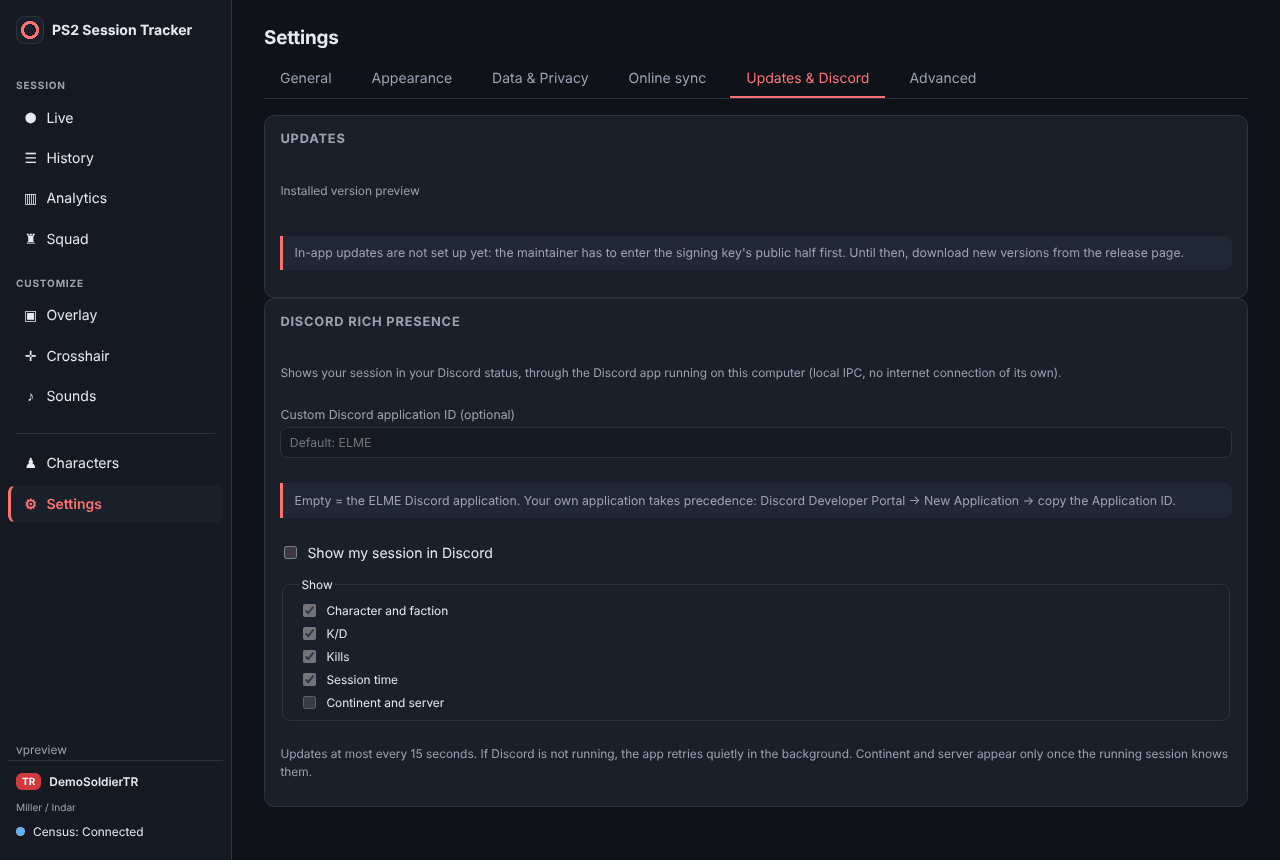 PS2 Session Tracker
SESSION
Live
History
Analytics
Squad
CUSTOMIZE
Overlay
Crosshair
Sounds
Characters
Settings
vpreview
TR DemoSoldierTR
Miller / Indar
Census: Connected
Settings
General Appearance Data & Privacy Online sync Updates & Discord Advanced
UPDATES
Installed version preview
In-app updates are not set up yet: the maintainer has to enter the signing key's public half first. Until then, download new versions from the release page.
DISCORD RICH PRESENCE
Shows your session in your Discord status, through the Discord app running on this computer (local IPC, no internet connection of its own).
Custom Discord application ID (optional)
Default: ELME
Empty = the ELME Discord application. Your own application takes precedence: Discord Developer Portal → New Application → copy the Application ID.
Show my session in Discord
Show
Character and faction
K/D
Kills
Session time
Continent and server
Updates at most every 15 seconds. If Discord is not running, the app retries quietly in the background. Continent and server appear only once the running session knows
them.